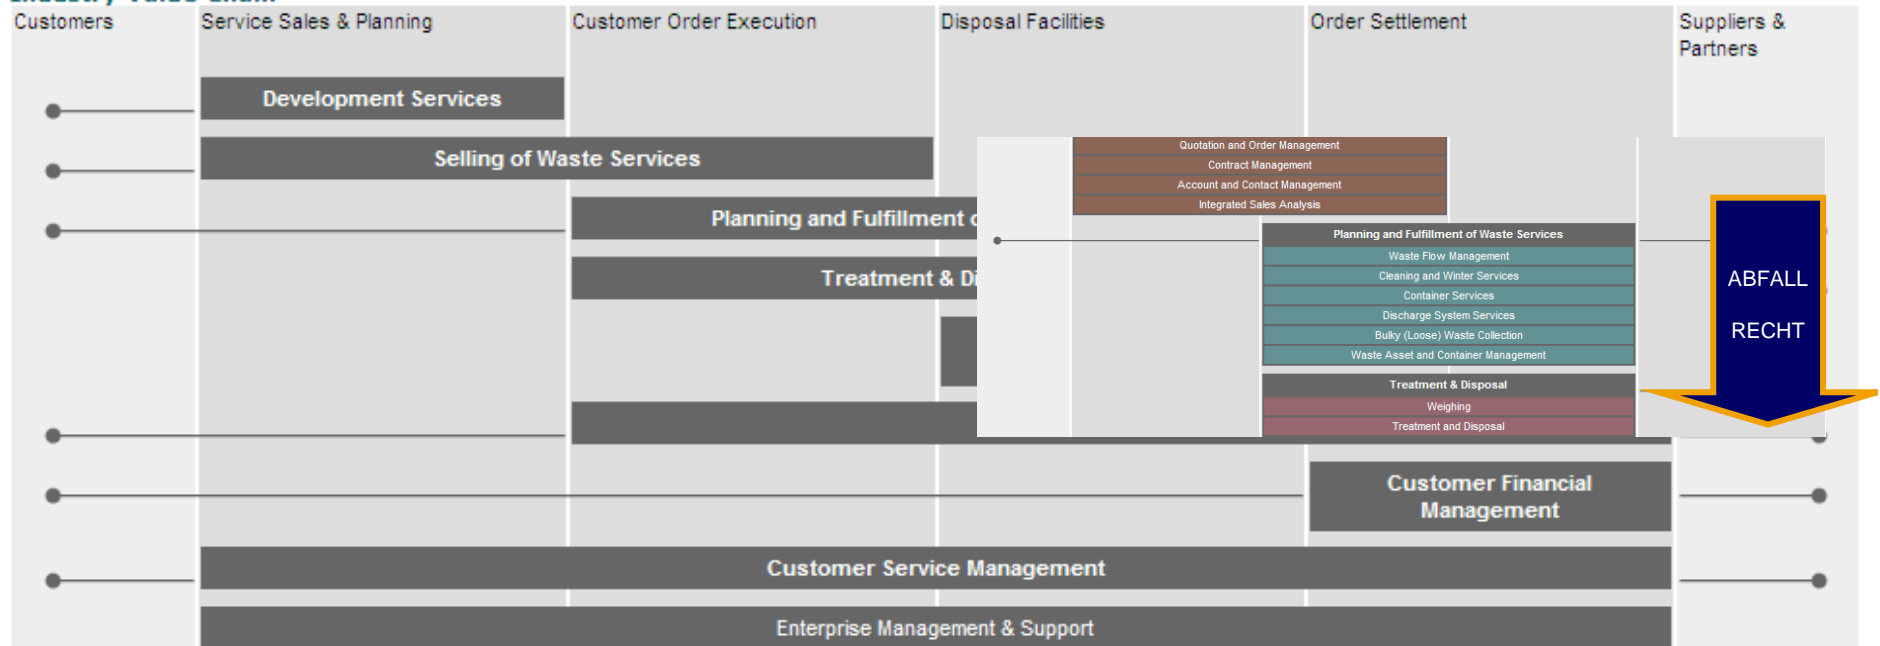 Industry Value Chain
Customers
Service Sales & Planning
Customer Order Execution
Disposal Facilities
Order Settlement
Suppliers &
Partners
Development Services
Selling of Waste Services
Planning and Fulfillment
Treatment & Di
Quotation and Order Management
Contract Management
Account and Contact Management
Integrated Sales Analysis
Planning and Fulfillment of Waste Services
Waste Flow Management
Cleaning and Winter Services
Container Services
Discharge System Services
Bulky (Loose) Waste Collection
Waste Asset and Container Management
Treatment & Disposal
Weighing
Treatment and Disposal
ABFALL
RECHT
Customer Financial
Management
Customer Service Management
Enterprise Management & Support